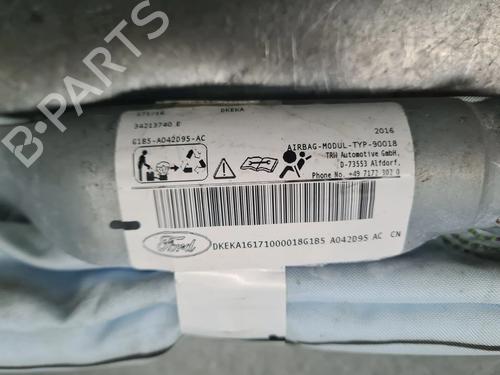 DKEKA
34213740 E
G1B5-A042D95-AC
2016
AIRBAG-MODUL-TYP-90018
TRW Automotive GmbH,
D-73553 Alfdorf,
Phone No. +49 7172 302 0
Ford
DKEKA16171000018G1B5 A042D95 AC CN
B-PARTS